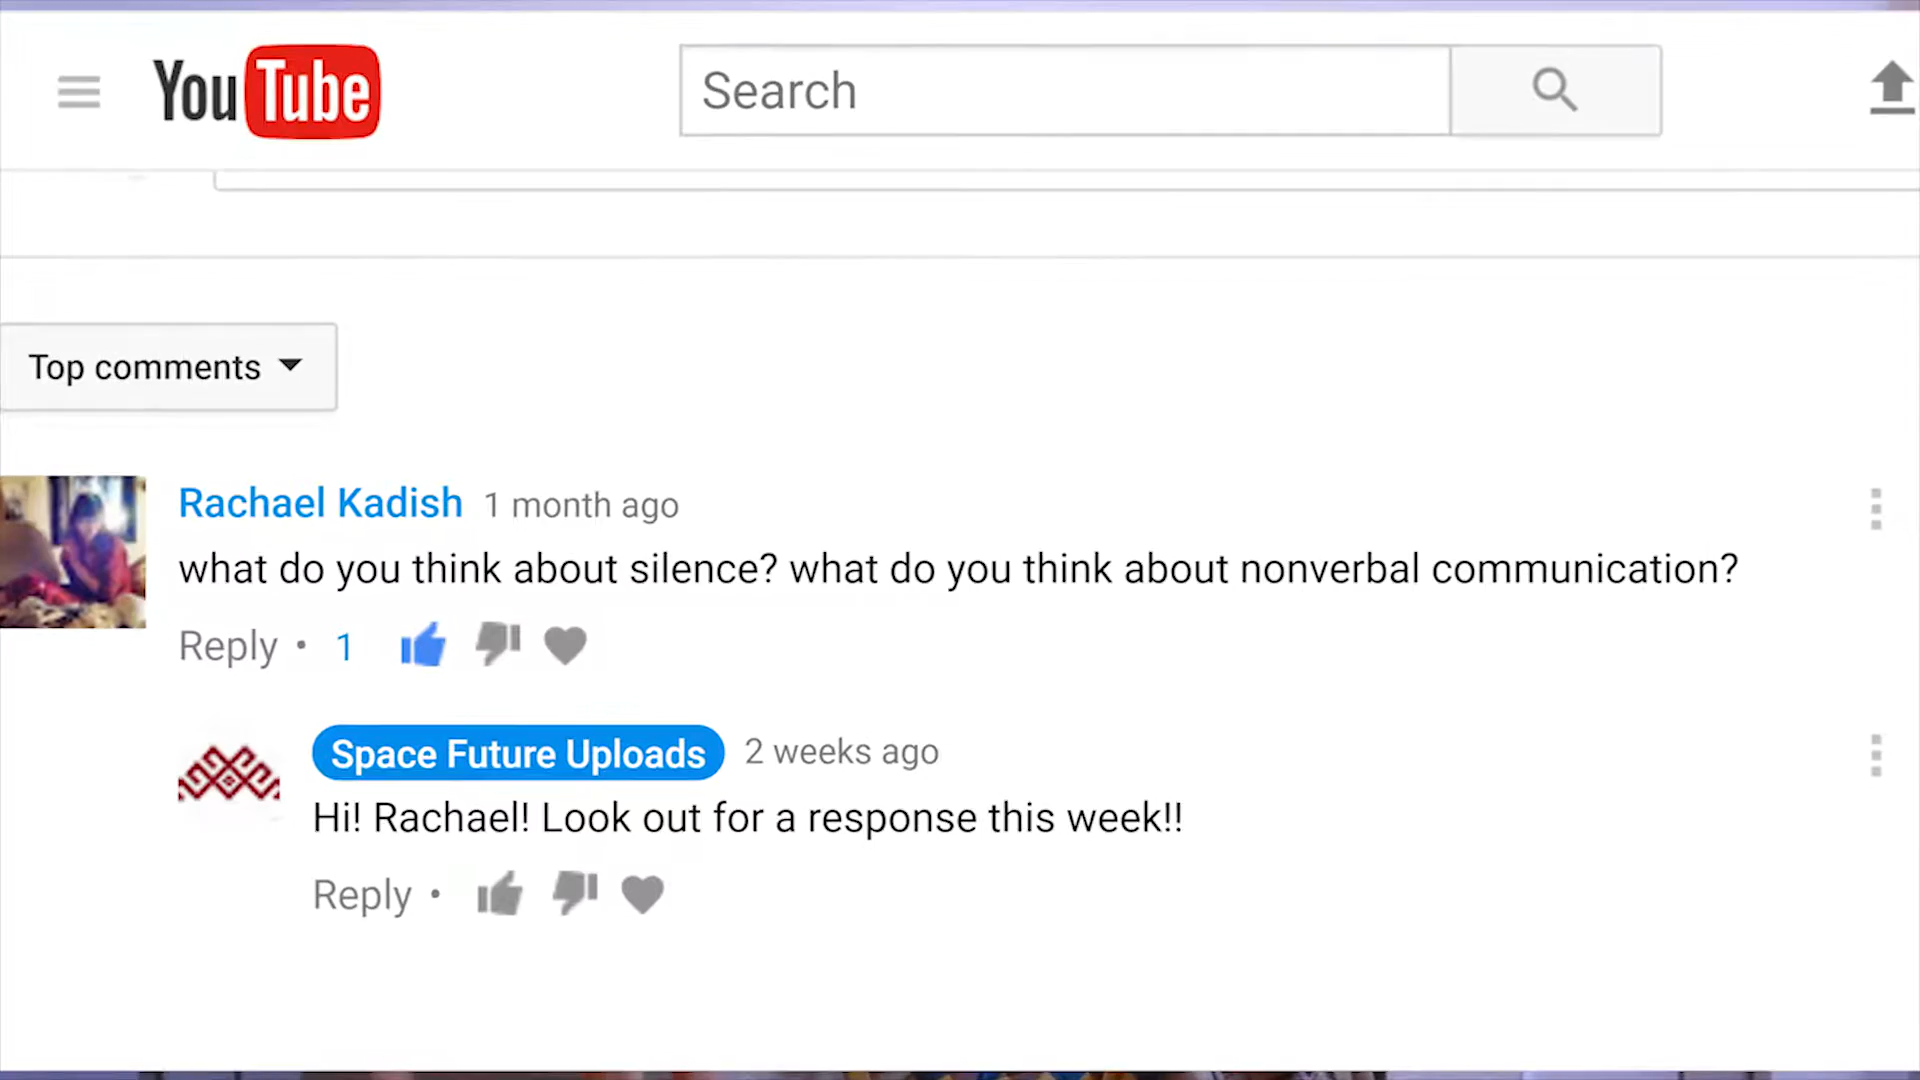 YouTube
Search
Top comments
Rachael Kadish 1 month ago
what do you think about silence? what do you think about nonverbal communication?
Reply • 1
Space Future Uploads 2 weeks ago
Hi! Rachael! Look out for a response this week!!
Reply •